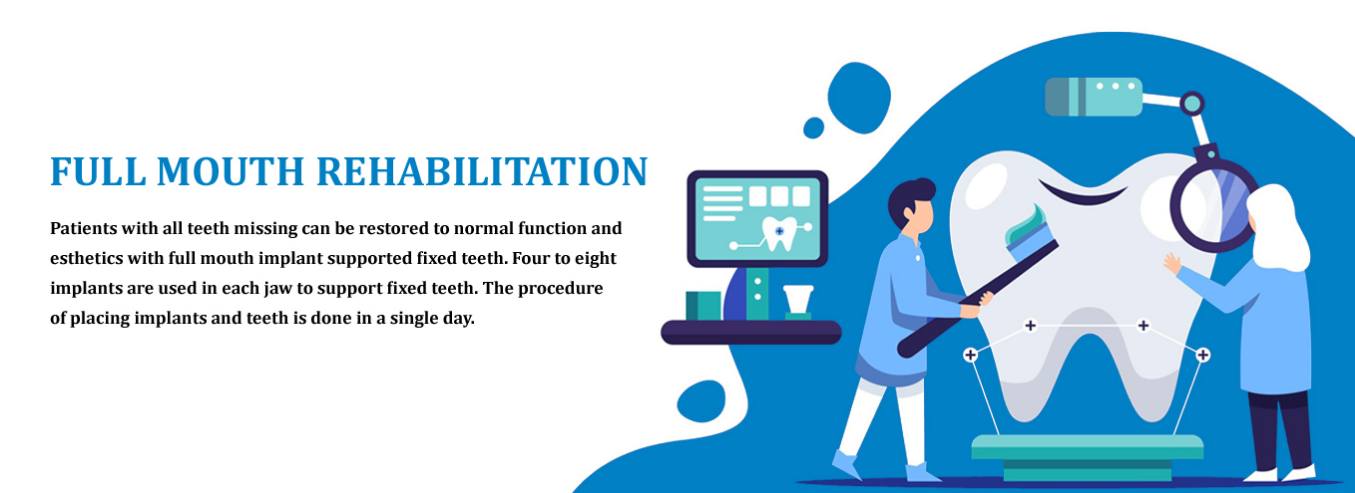 FULL MOUTH REHABILITATION
Patients with all teeth missing can be restored to normal function and
esthetics with full mouth implant supported fixed teeth. Four to eight
implants are used in each jaw to support fixed teeth. The procedure
of placing implants and teeth is done in a single day.